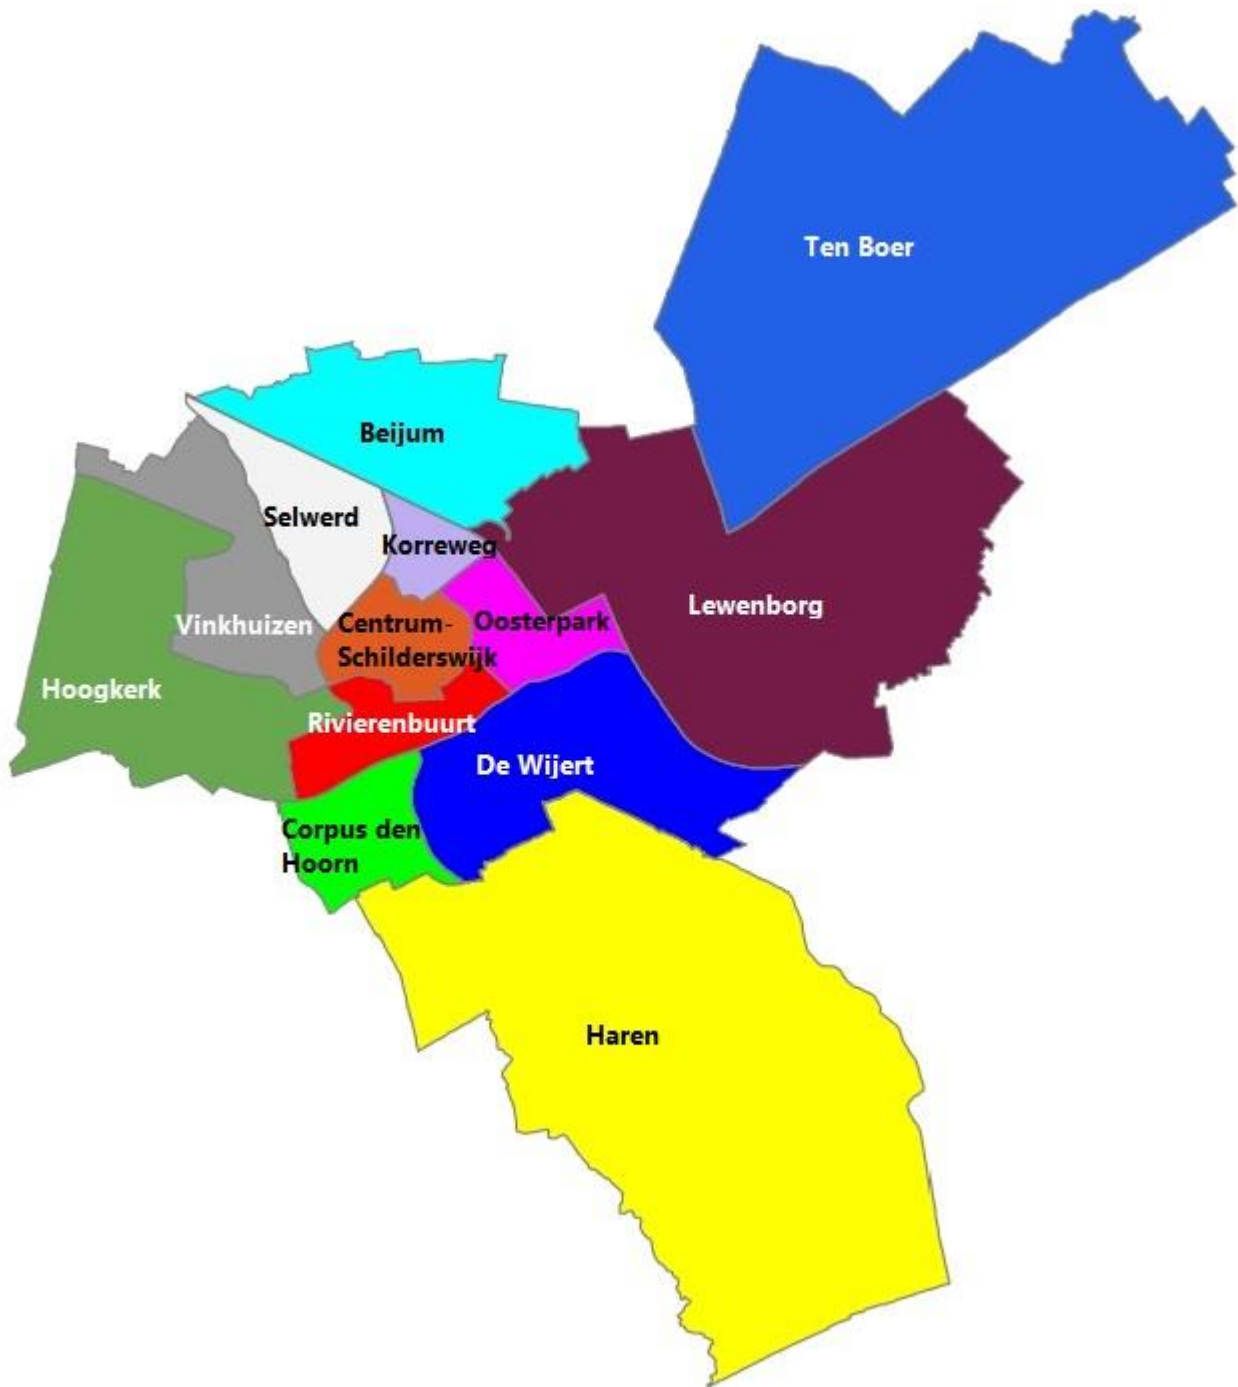 Ten Boer
Beijum
Selwerd
Korreweg
Lewenborg
Vinkhuizen
Centrum-
Schilderswijk
Oosterpark
Hoogkerk
Rivierenbuurt
De Wijert
Corpus den
Hoorn
Haren